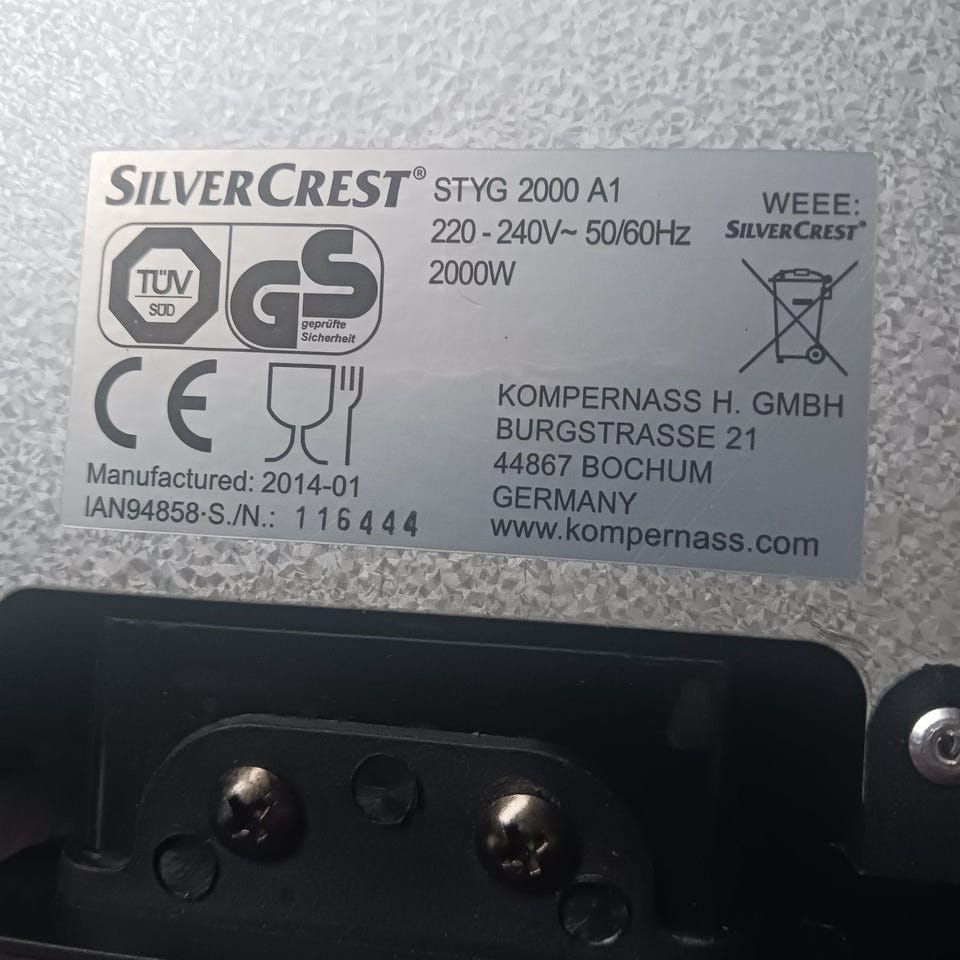 SILVERCREST® STYG 2000 A1
220 - 240V~ 50/60Hz
2000W
WEEE:
SILVERCREST®
TÜV
SÜD
GS
geprüfte
Sicherheit
CE
KOMPERNASS H. GMBH
BURGSTRASSE 21
44867 BOCHUM
GERMANY
www.kompernass.com
Manufactured: 2014-01
IAN94858·S./N.: 116444